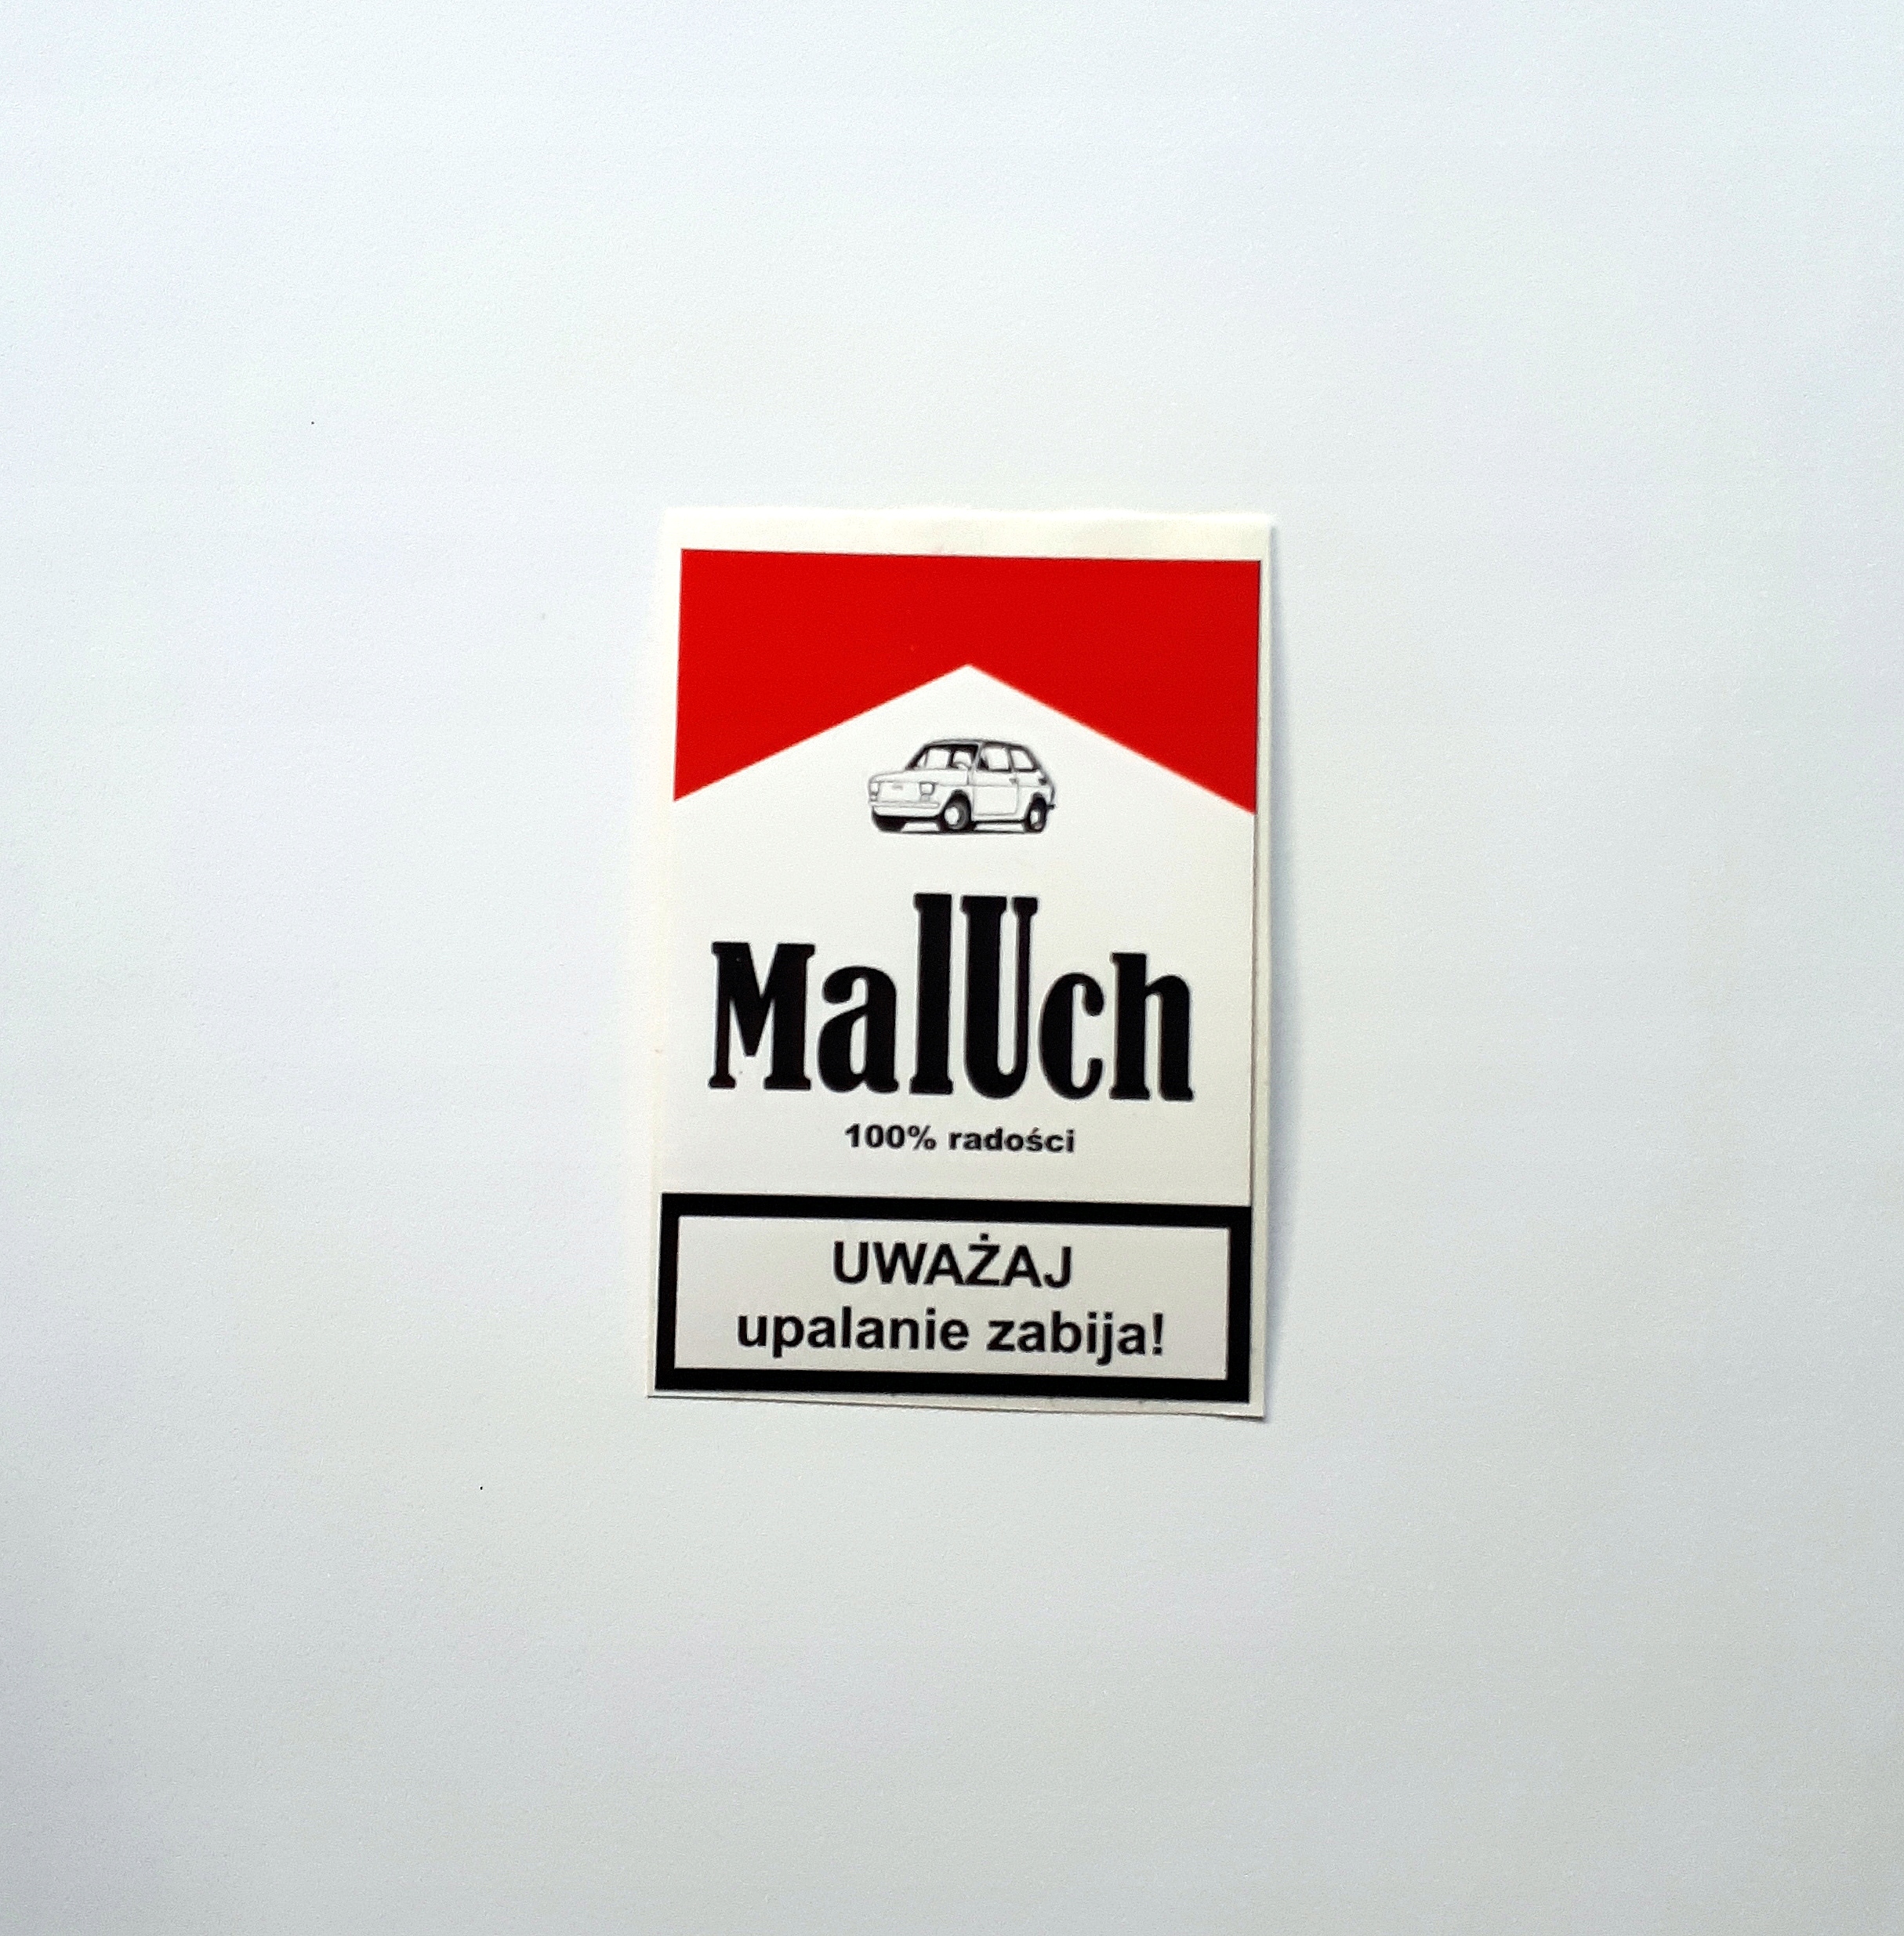 MalUch
100% radości
UWAŻAJ
upalanie zabija!